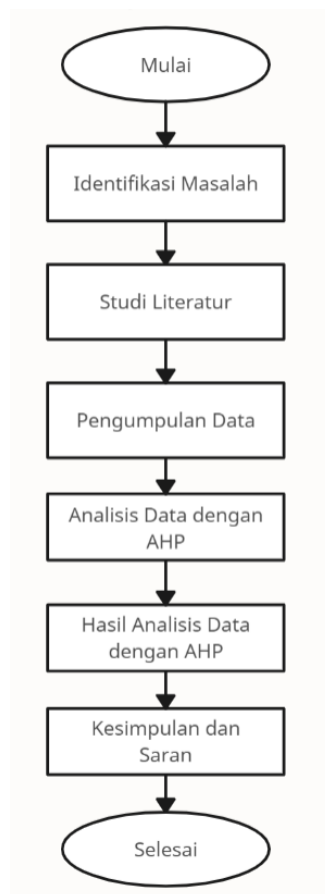 Mulai
Identifikasi Masalah
Studi Literatur
Pengumpulan Data
Analisis Data dengan
AHP
Hasil Analisis Data
dengan AHP
Kesimpulan dan
Saran
Selesai